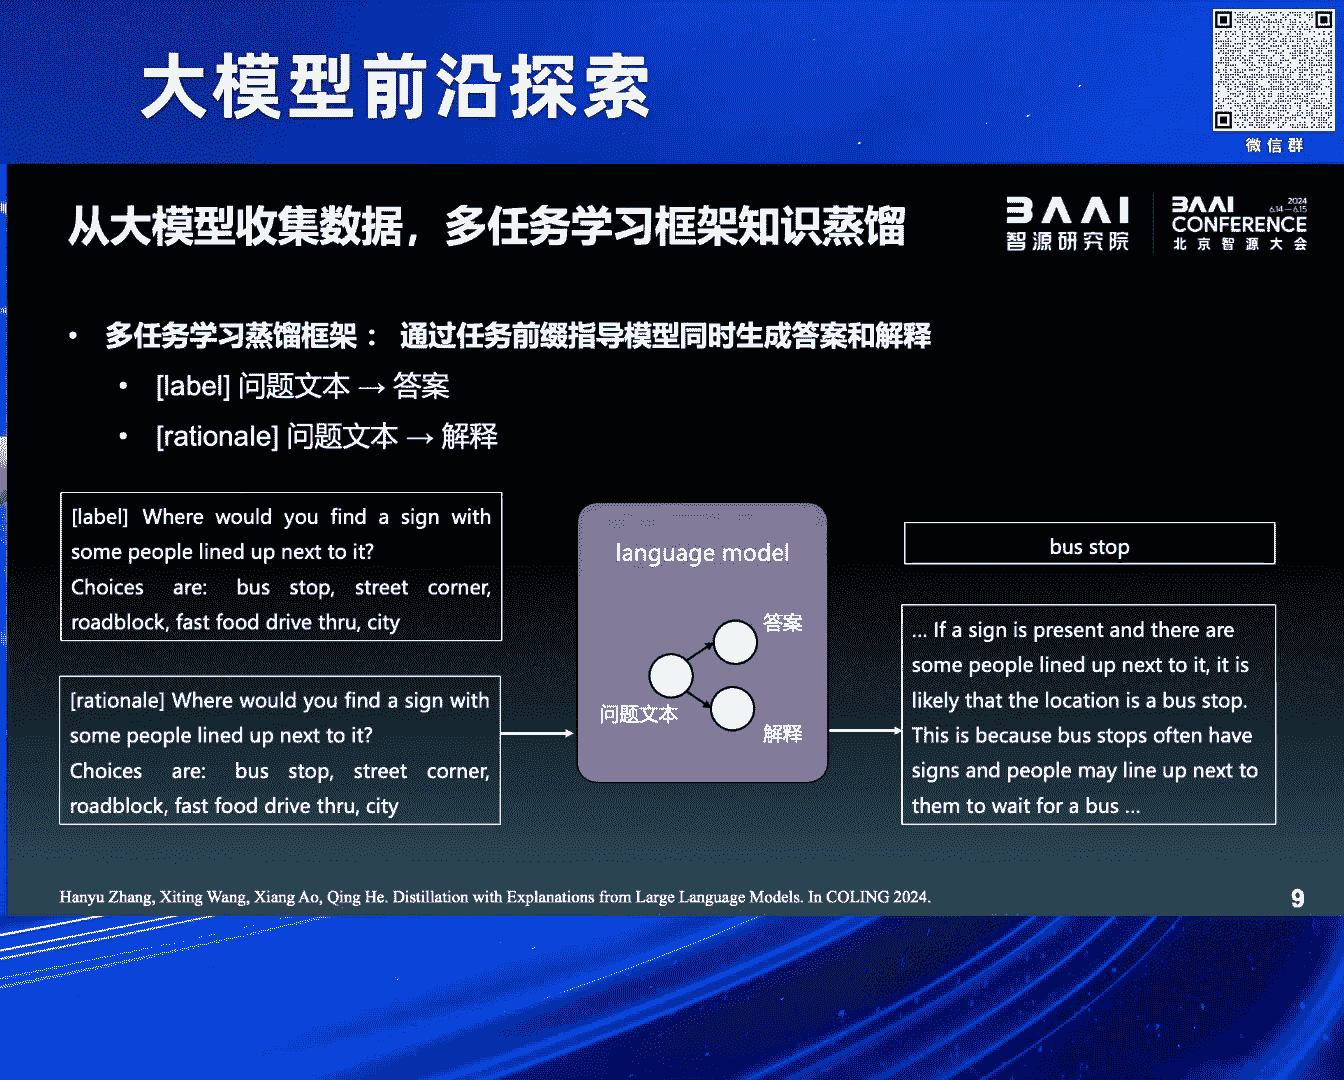 大模型前沿探索
微信群
从大模型收集数据，多任务学习框架知识蒸馏
BAAI
智源研究院
BAAI 2024
6.14—6.15
CONFERENCE
北京智源大会
• 多任务学习蒸馏框架： 通过任务前缀指导模型同时生成答案和解释
• [label] 问题文本 → 答案
• [rationale] 问题文本 → 解释
[label] Where would you find a sign with
some people lined up next to it?
Choices are: bus stop, street corner,
roadblock, fast food drive thru, city
[rationale] Where would you find a sign with
some people lined up next to it?
Choices are: bus stop, street corner,
roadblock, fast food drive thru, city
language model
答案
问题文本
解释
bus stop
... If a sign is present and there are
some people lined up next to it, it is
likely that the location is a bus stop.
This is because bus stops often have
signs and people may line up next to
them to wait for a bus ...
Hanyu Zhang, Xiting Wang, Xiang Ao, Qing He. Distillation with Explanations from Large Language Models. In COLING 2024.
9